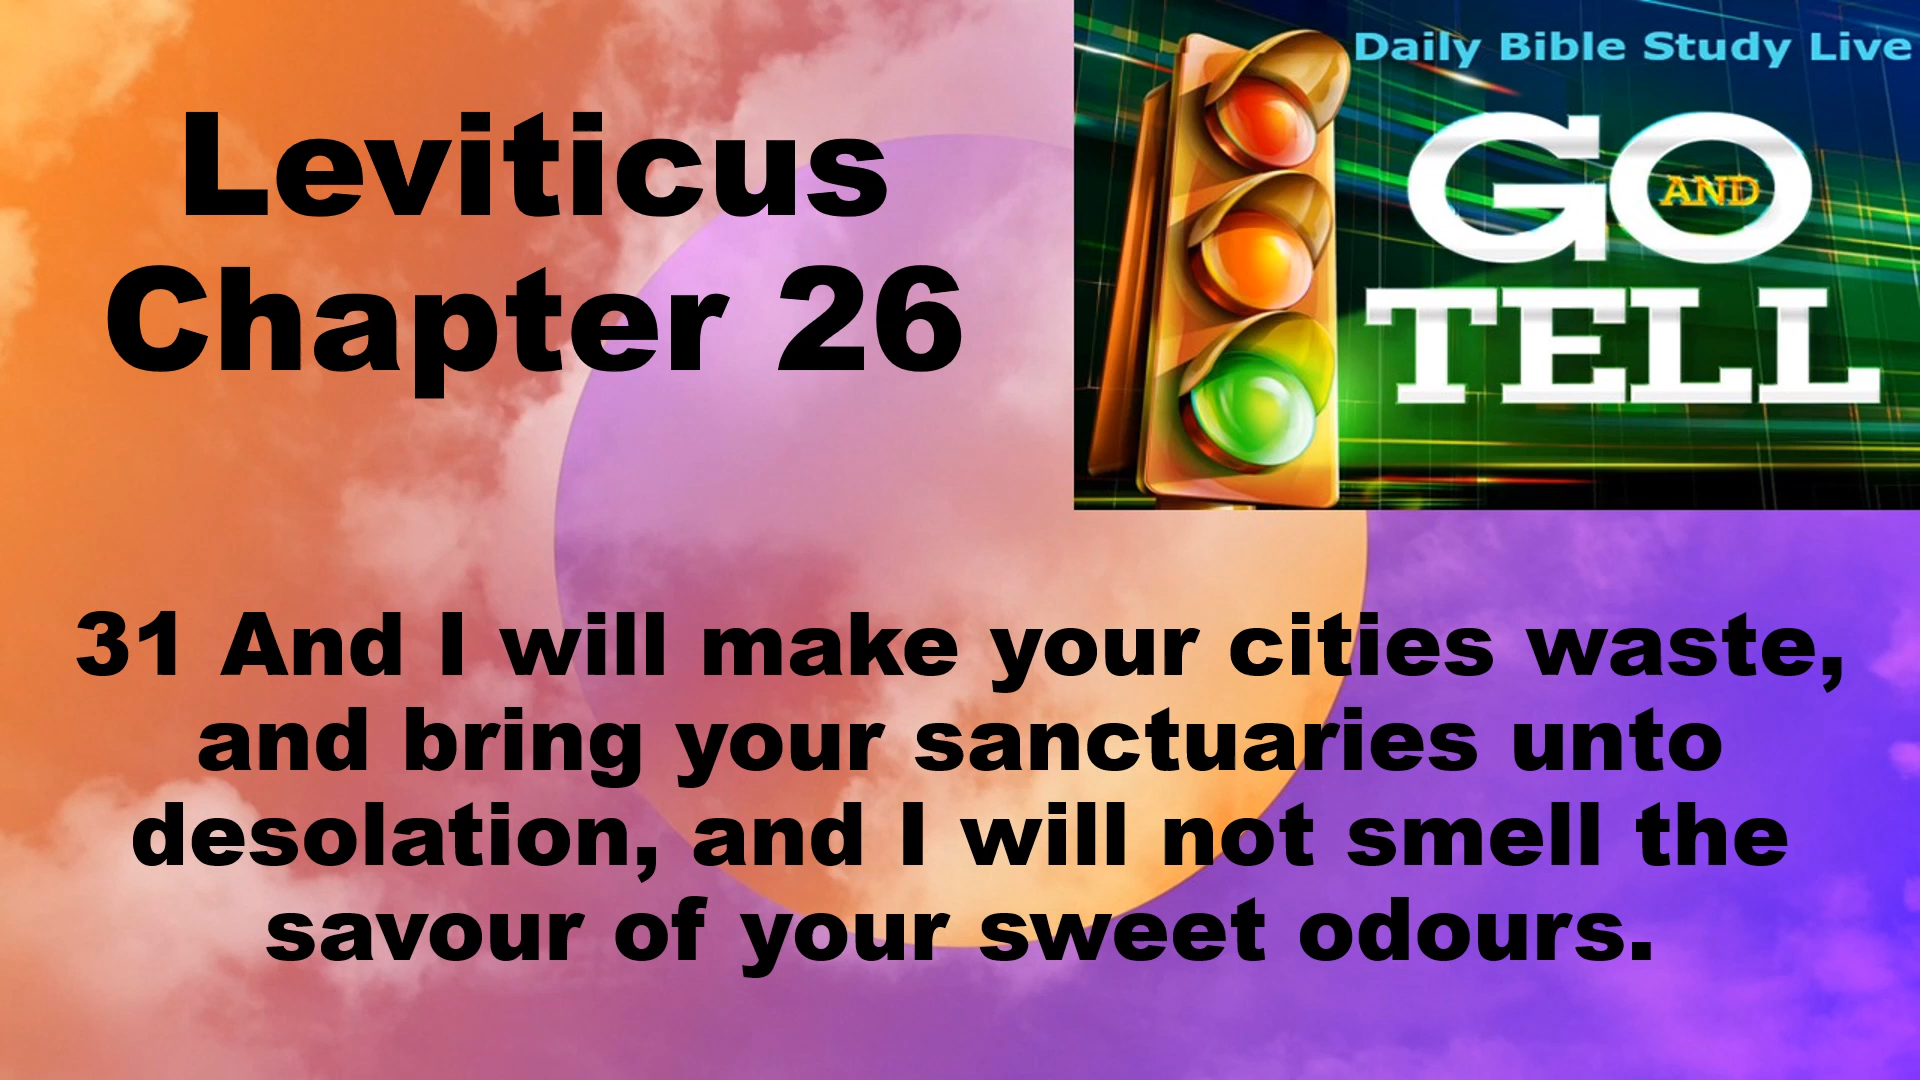 Leviticus
Chapter 26
Daily Bible Study Live
GO
AND
TELL
31 And I will make your cities waste,
and bring your sanctuaries unto
desolation, and I will not smell the
savour of your sweet odours.